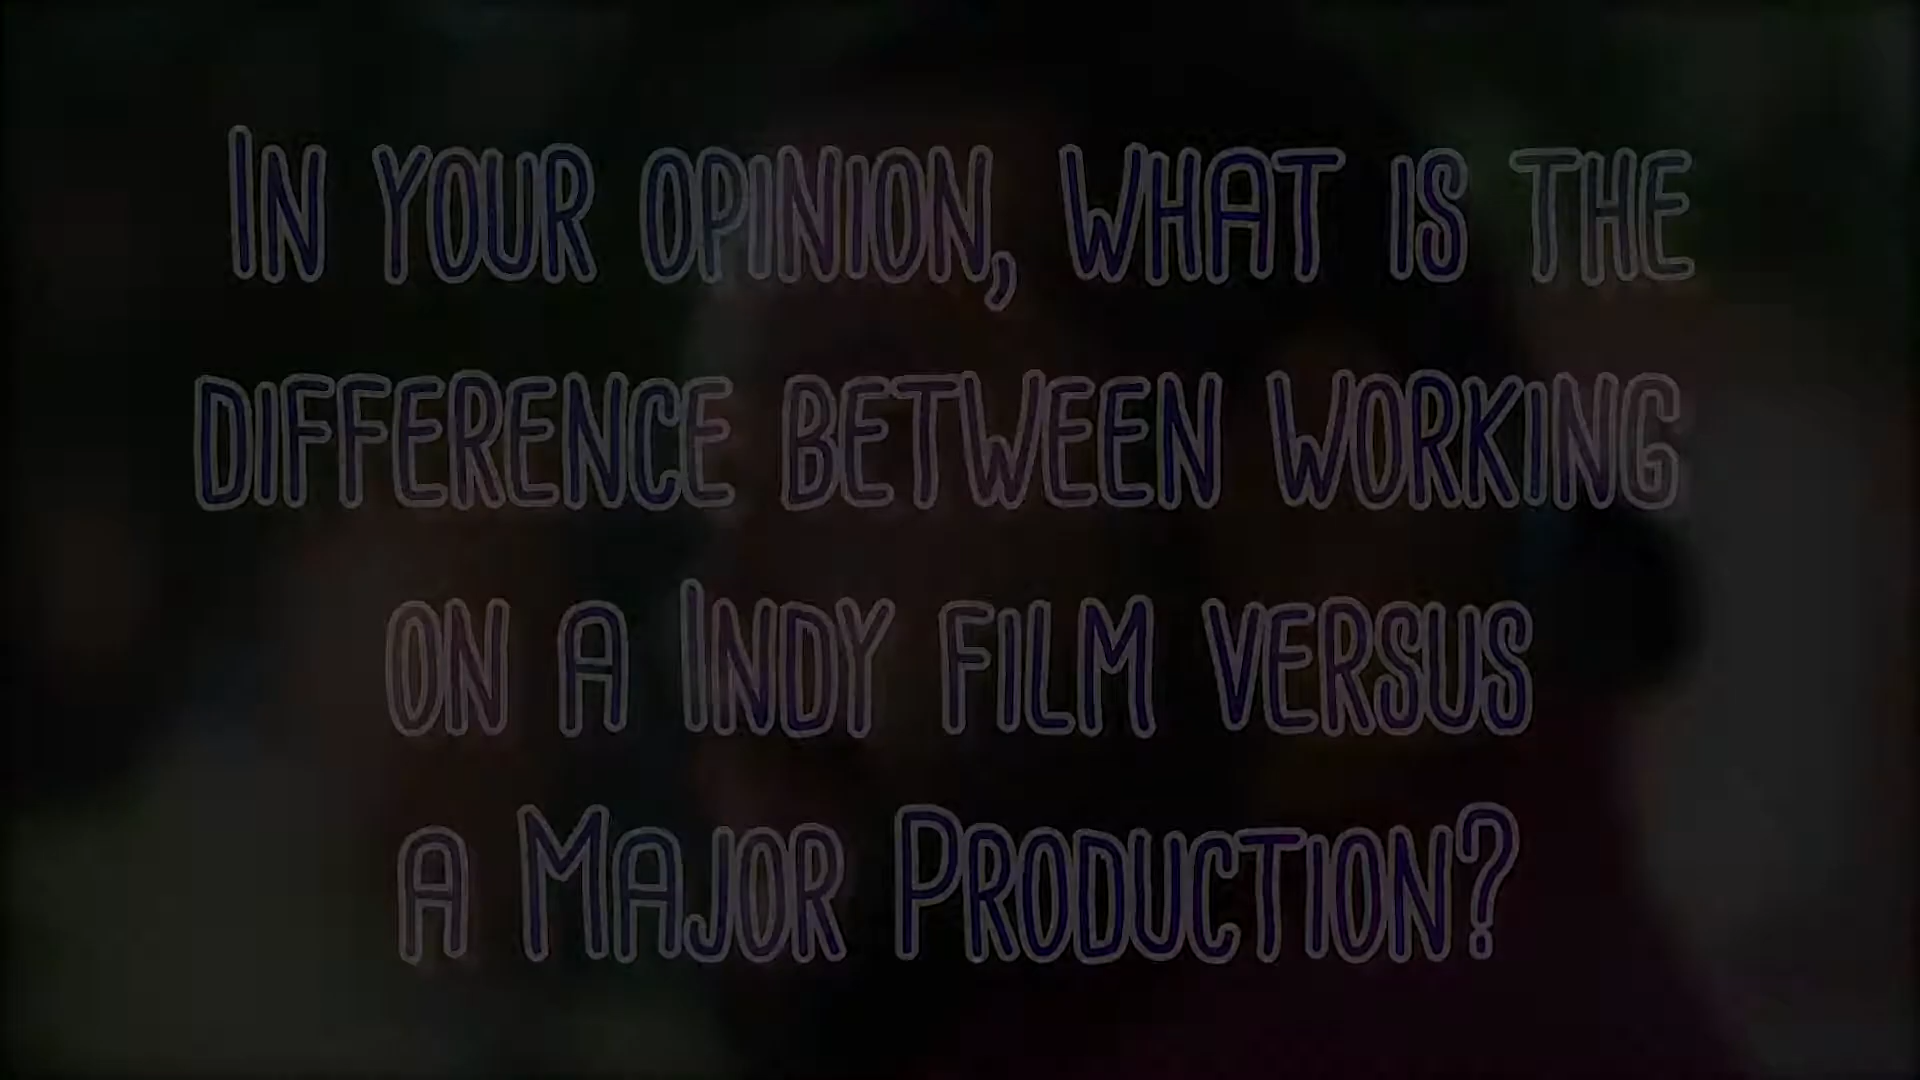 In your opinion, what is the
difference between working
on a Indy film versus
a Major Production?